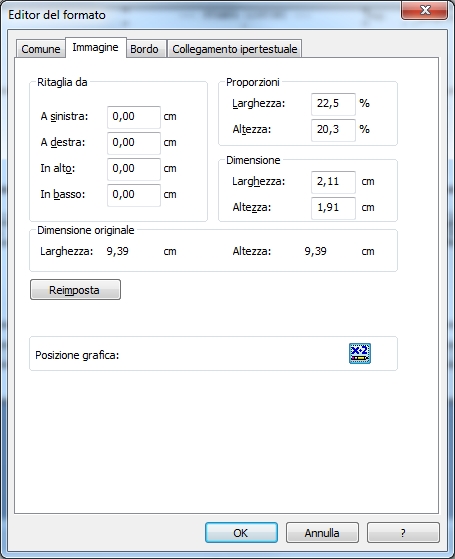 Editor del formato
Comune Immagine Bordo Collegamento ipertestuale
Ritaglia da
A sinistra: 0,00 cm
A destra: 0,00 cm
In alto: 0,00 cm
In basso: 0,00 cm
Proporzioni
Larghezza: 22,5 %
Altezza: 20,3 %
Dimensione
Larghezza: 2,11 cm
Altezza: 1,91 cm
Dimensione originale
Larghezza: 9,39 cm Altezza: 9,39 cm
Reimposta
Posizione grafica: X+2
OK Annulla ?